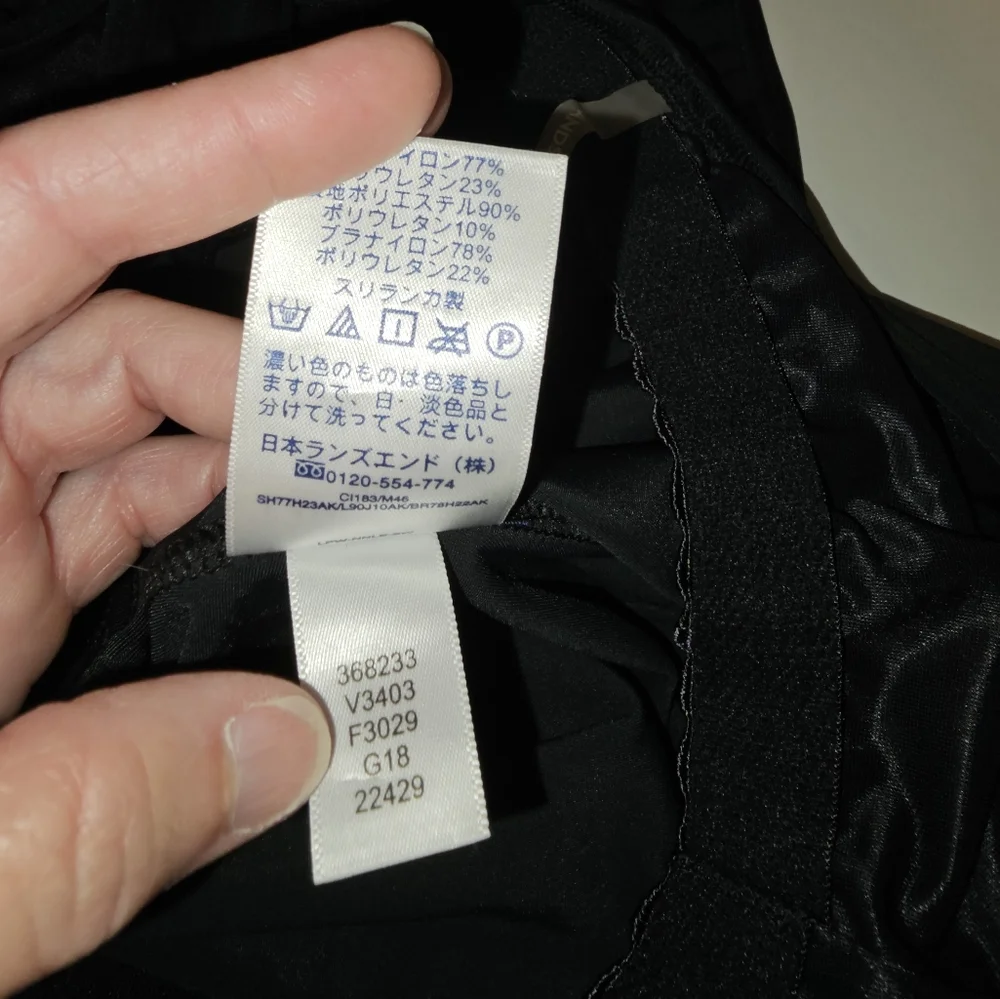 AND
イロン77%
ウレタン23%
地ポリエステル90%
ポリウレタン10%
ブラナイロン78%
ポリウレタン22%
スリランカ製
P
濃い色のものは色落ちし
ますので、白・淡色品と
分けて洗ってください。
日本ランズエンド（株）
0120-554-774
CI183/M46
SH77H23AK/L90J10AK/BR78H22AK
368233
V3403
F3029
G18
22429